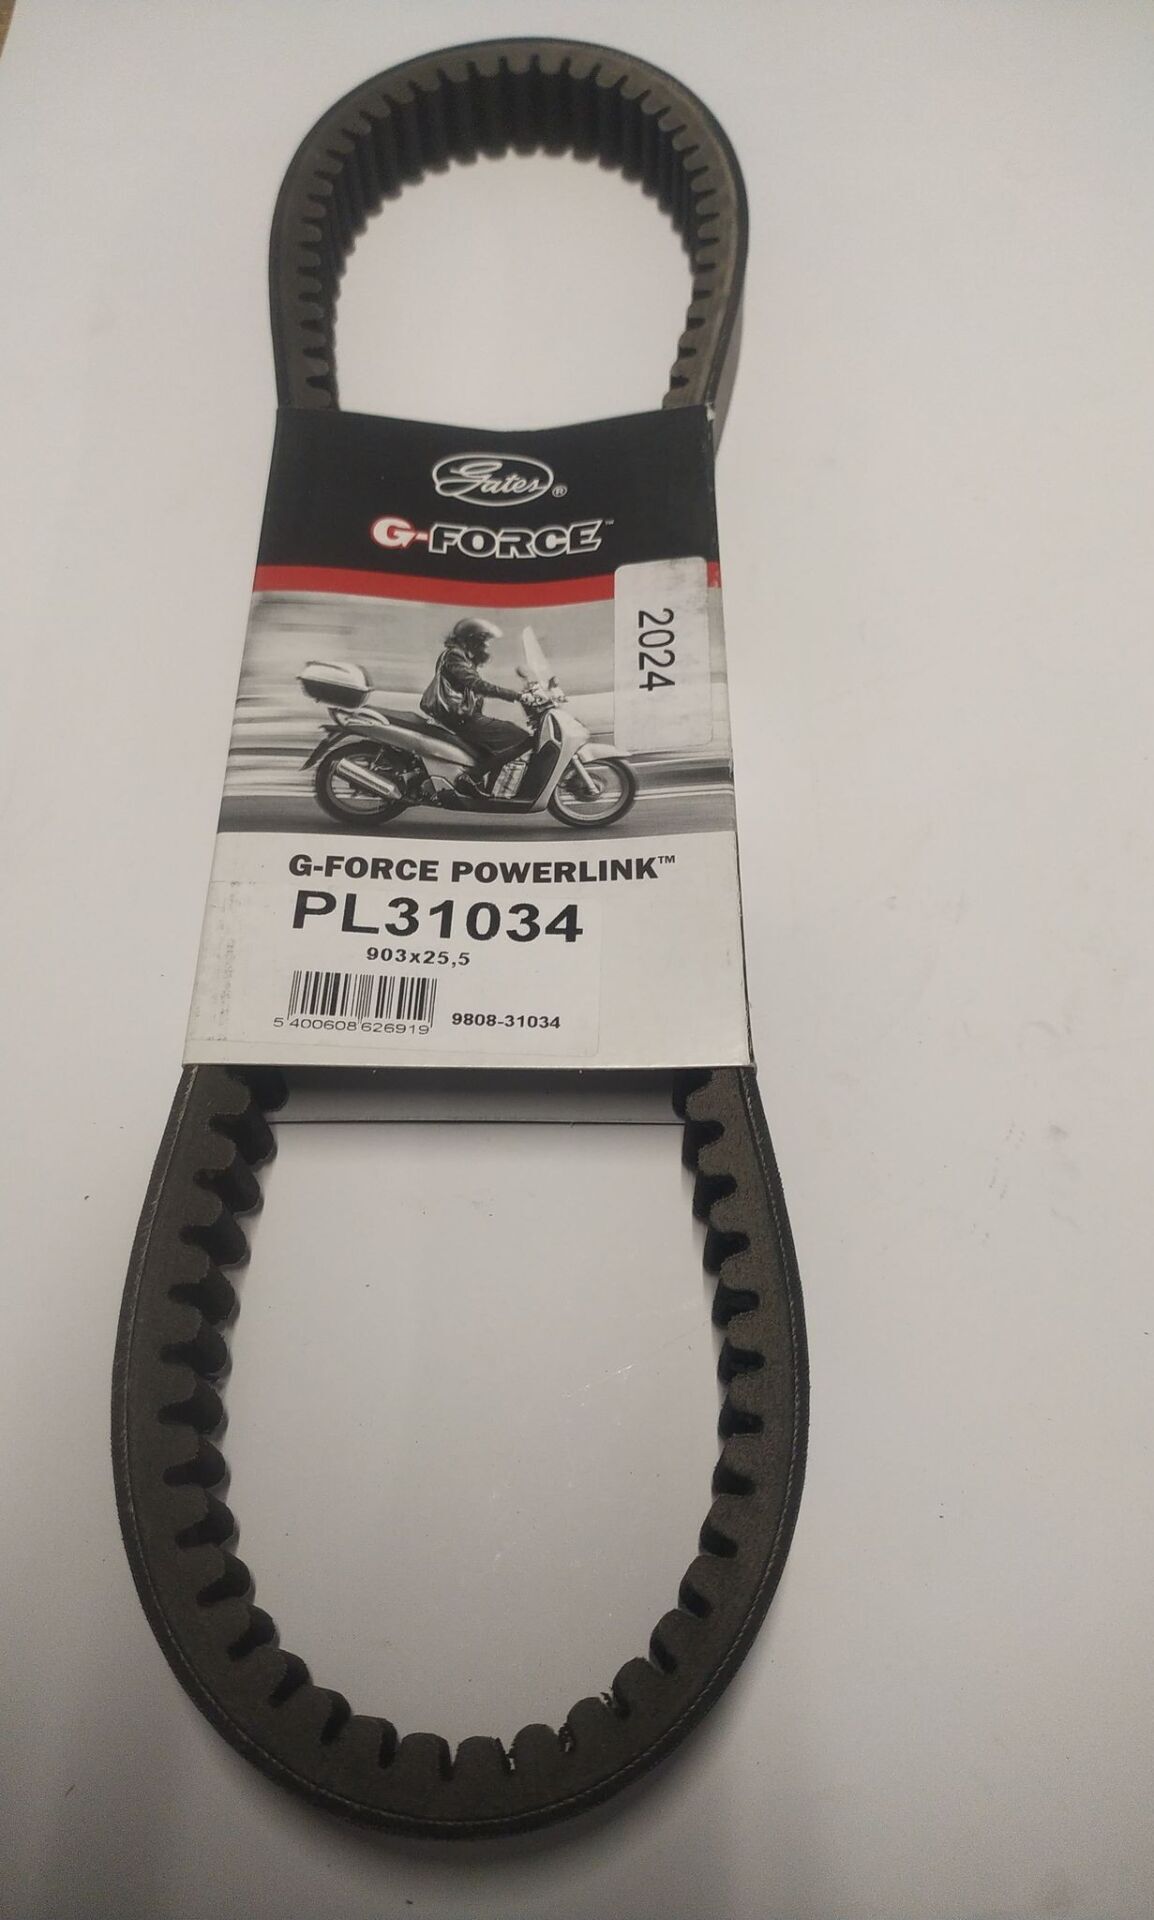 Gates®
G-FORCE™
2024
G-FORCE POWERLINK™
PL31034
903x25,5
5 400608 626919
9808-31034